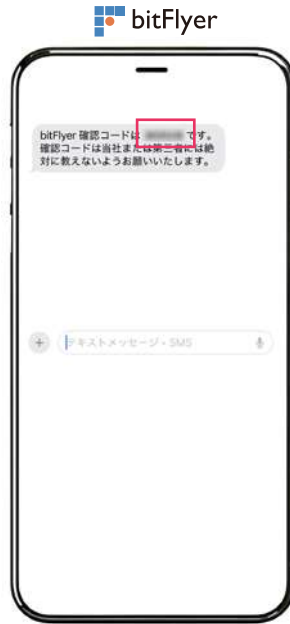 bitFlyer
bitFlyer 確認コードは です。
確認コードは当社または第三者には絶
対に教えないようお願いいたします。
テキストメッセージ・SMS